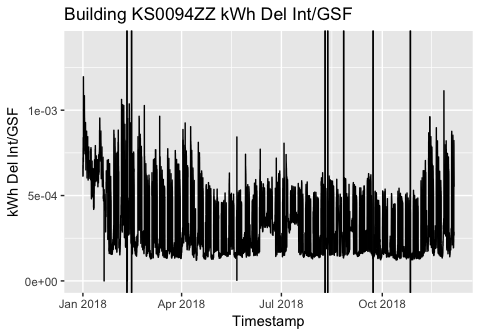 Building KS0094ZZ kWh Del Int/GSF
kWh Del Int/GSF
1e-03
5e-04
0e+00
Jan 2018 Apr 2018 Jul 2018 Oct 2018
Timestamp